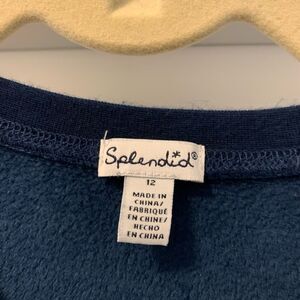 Splendid®
12
MADE IN
CHINA/
FABRIQUÉ
EN CHINE/
HECHO
EN CHINA